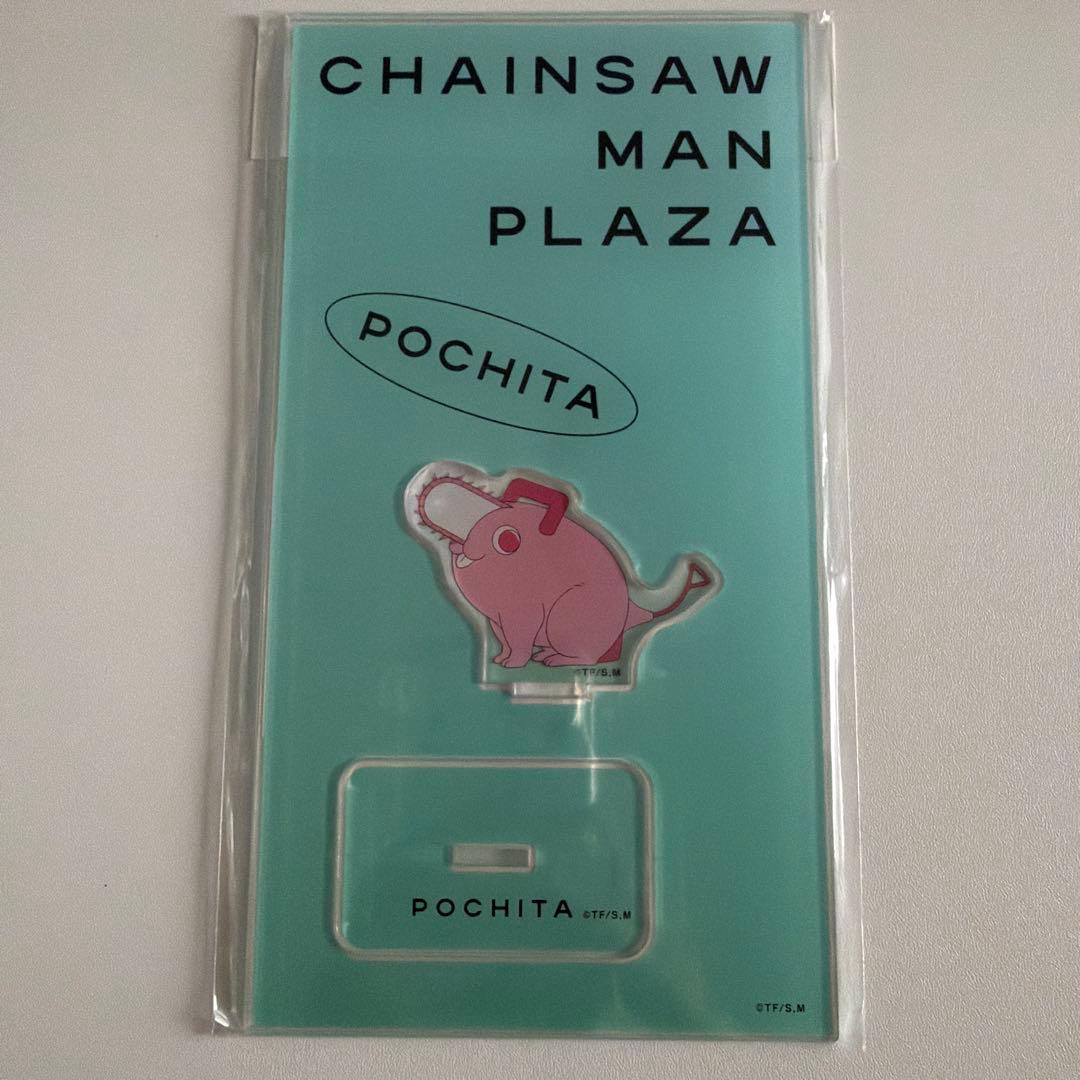 CHAINSAW
MAN
PLAZA
POCHITA
©TF/S,M
POCHITA ©TF/S,M
©TF/S,M